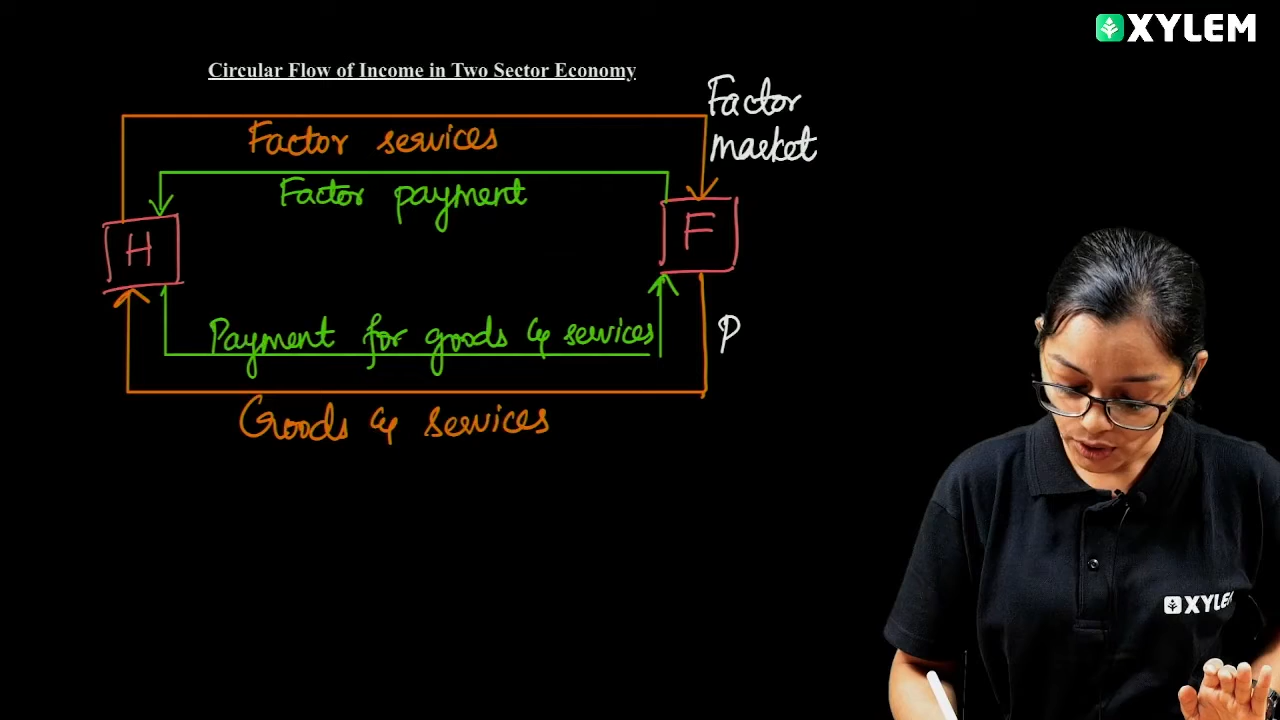 XYLEM
Circular Flow of Income in Two Sector Economy
Factor
market
Factor services
Factor payment
H
F
Payment for goods & services
P
Goods & services
XYLEM